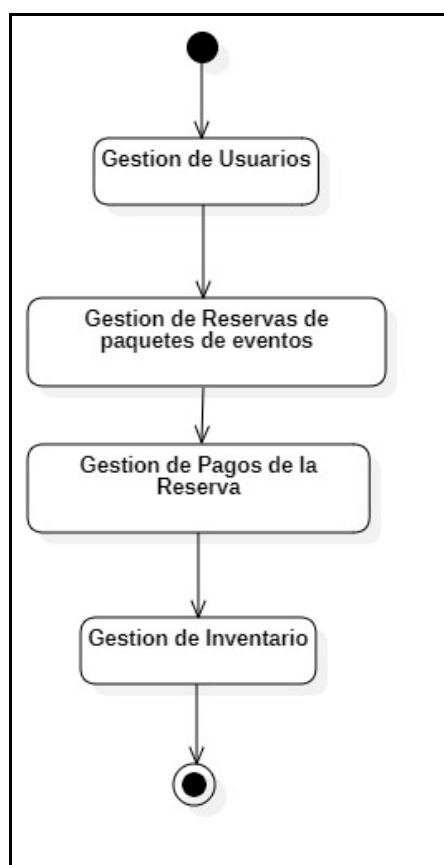 Gestion de Usuarios
Gestion de Reservas de
paquetes de eventos
Gestion de Pagos de la
Reserva
Gestion de Inventario